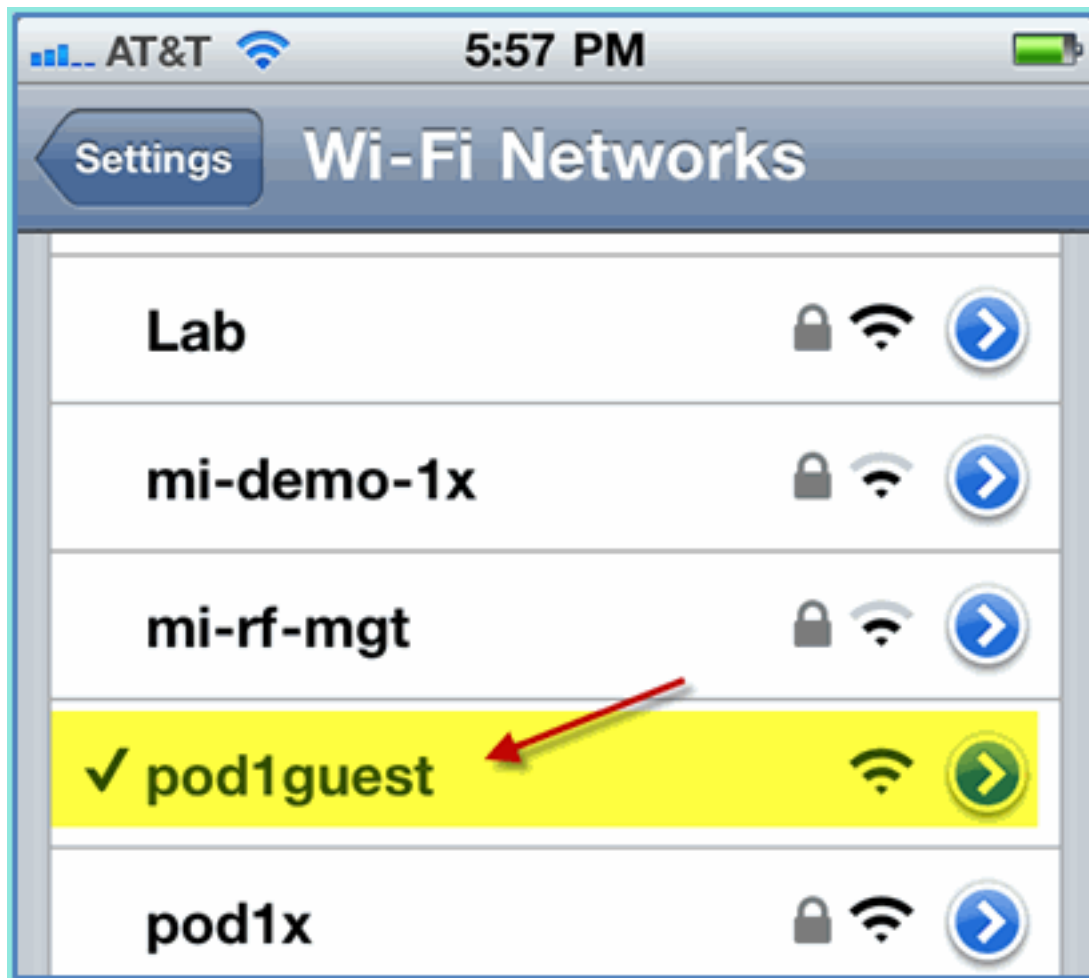 AT&T 5:57 PM
Settings Wi-Fi Networks
Lab
mi-demo-1x
mi-rf-mgt
✓ pod1guest
pod1x